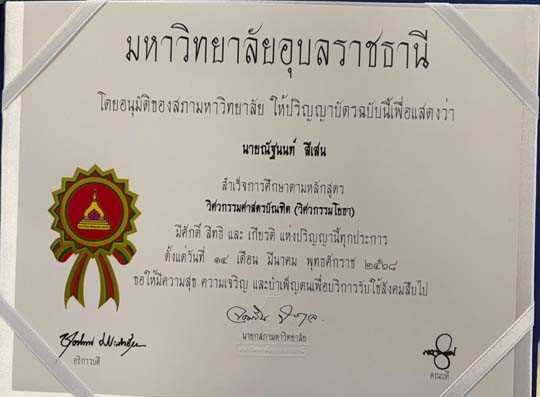 มหาวิทยาลัยอุบลราชธานี
โดยอนุมัติของสภามหาวิทยาลัย ให้ปริญญาบัตรฉบับนี้เพื่อแสดงว่า
นายณัฐนนท์ สีเสน
สำเร็จการศึกษาตามหลักสูตร
วิศวกรรมศาสตรบัณฑิต (วิศวกรรมโยธา)
มีศักดิ์ สิทธิ และ เกียรติ แห่งปริญญานี้ทุกประการ
ตั้งแต่วันที่ ๑๔ เดือน มีนาคม พุทธศักราช ๒๕๖๘
ขอให้มีความสุข ความเจริญ และบำเพ็ญตนเพื่อบริการรับใช้สังคมสืบไป
นายกสภามหาวิทยาลัย
อธิการบดี
คณบดี